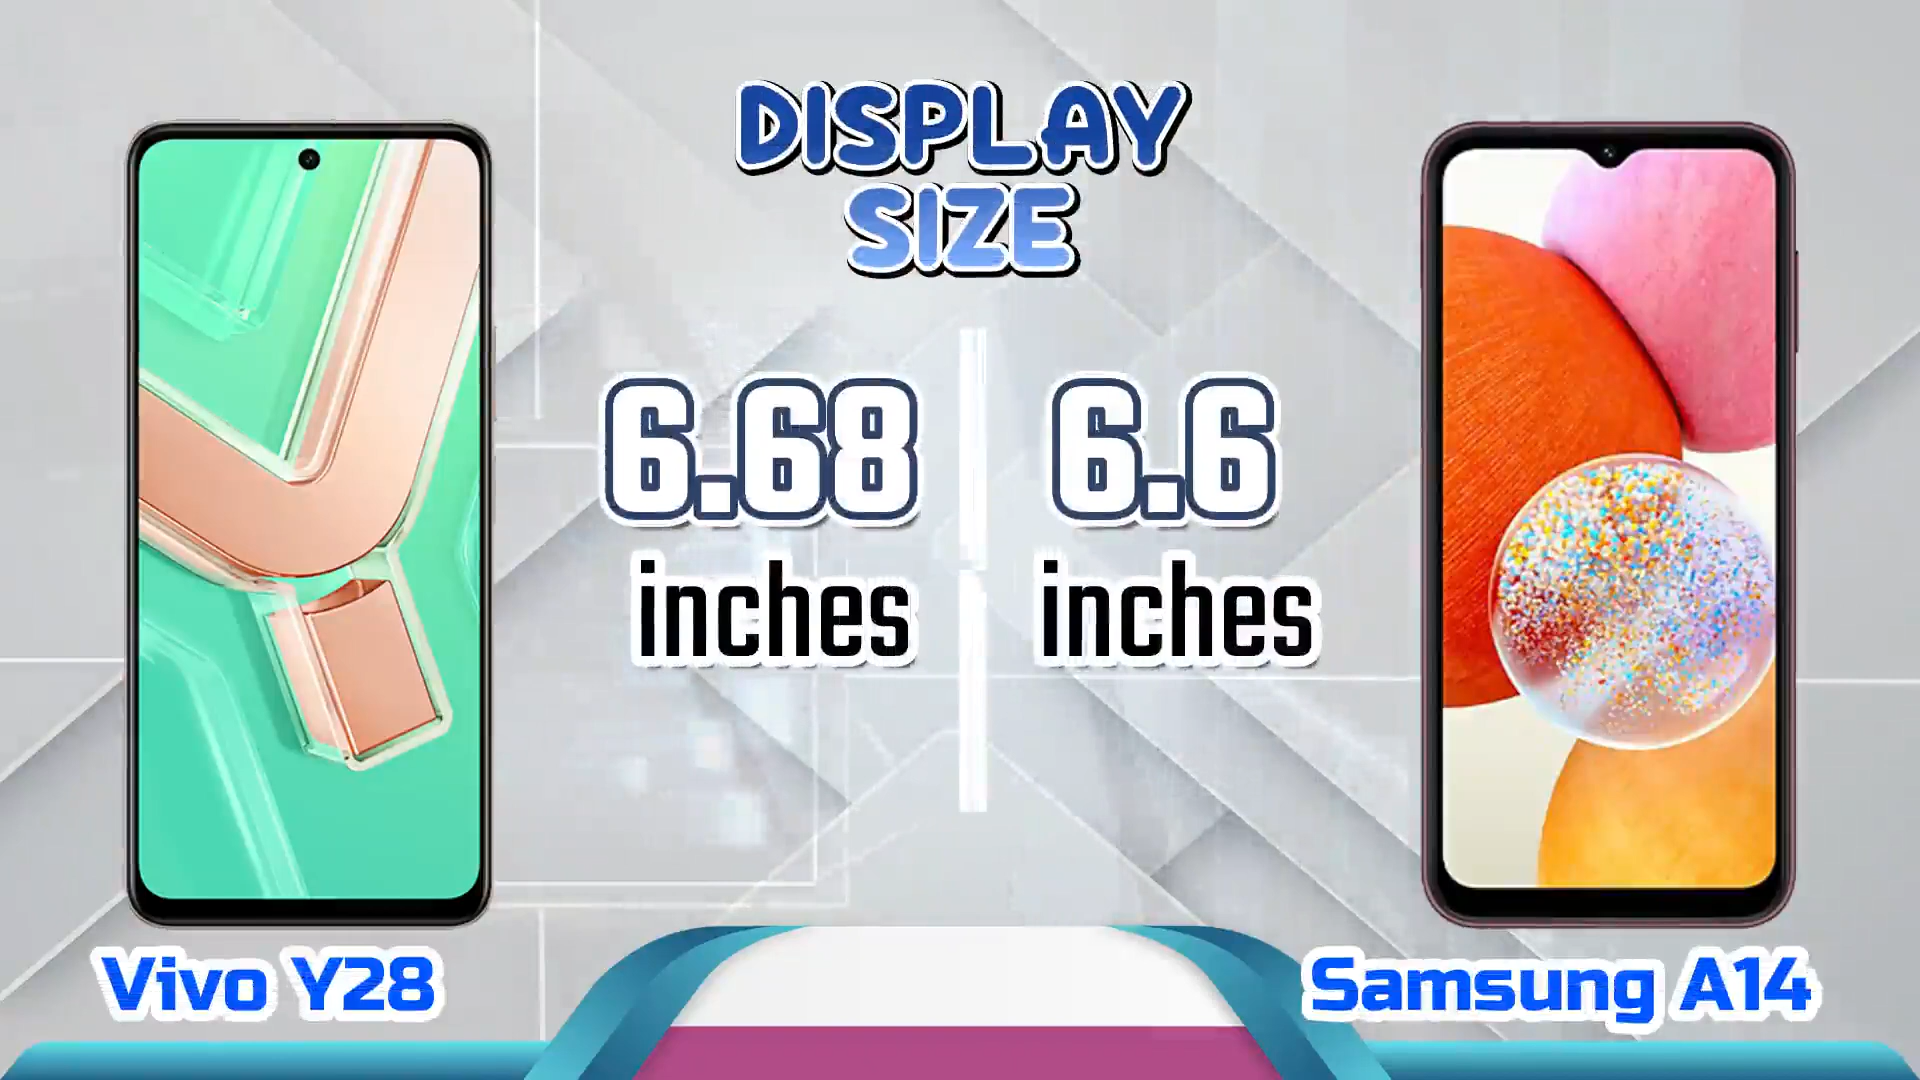 DISPLAY
SIZE
6.68
inches
6.6
inches
Vivo Y28
Samsung A14